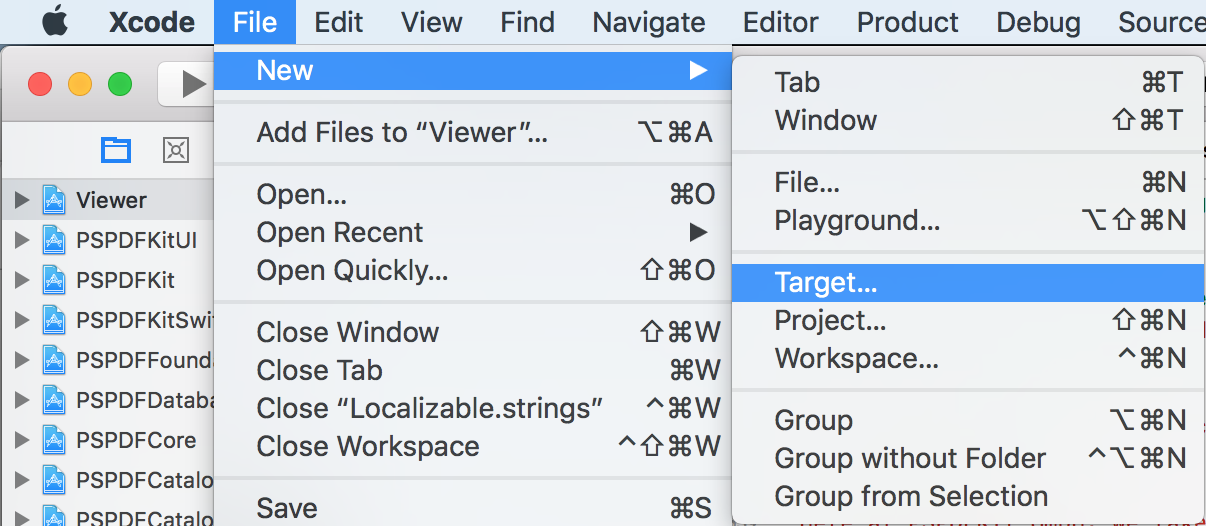 Xcode File Edit View Find Navigate Editor Product Debug Source
New
Add Files to “Viewer”... ⌥⌘A
Open... ⌘O
Open Recent
Open Quickly... ⇧⌘O
Close Window ⇧⌘W
Close Tab ⌘W
Close “Localizable.strings” ^⌘W
Close Workspace ^⇧⌘W
Save ⌘S
Tab ⌘T
Window ⇧⌘T
File... ⌘N
Playground... ⌥⇧⌘N
Target...
Project... ⇧⌘N
Workspace... ^⌘N
Group ⌥⌘N
Group without Folder ^⌥⌘N
Group from Selection
Viewer
PSPDFKitUI
PSPDFKit
PSPDFKitSwi
PSPDFFound
PSPDFDataba
PSPDFCore
PSPDFCatalo
PSPDFCatalo